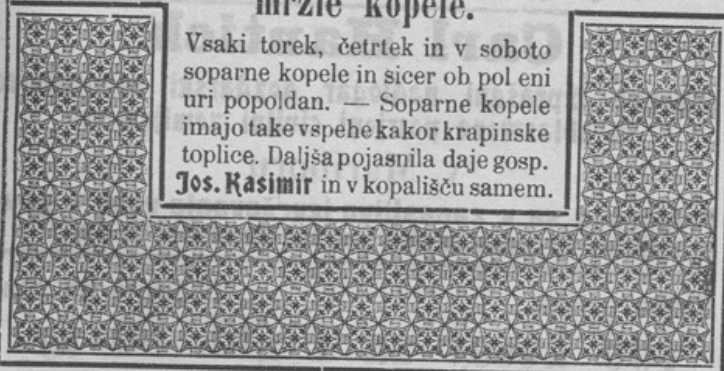 mrzle kopele.
Vsaki torek, četrtek in v soboto
soparne kopele in sicer ob pol eni
uri popoldan. — Soparne kopele
imajo take vspehe kakor krapinske
toplice. Daljša pojasnila daje gosp.
Jos. Kasimir in v kopališču samem.